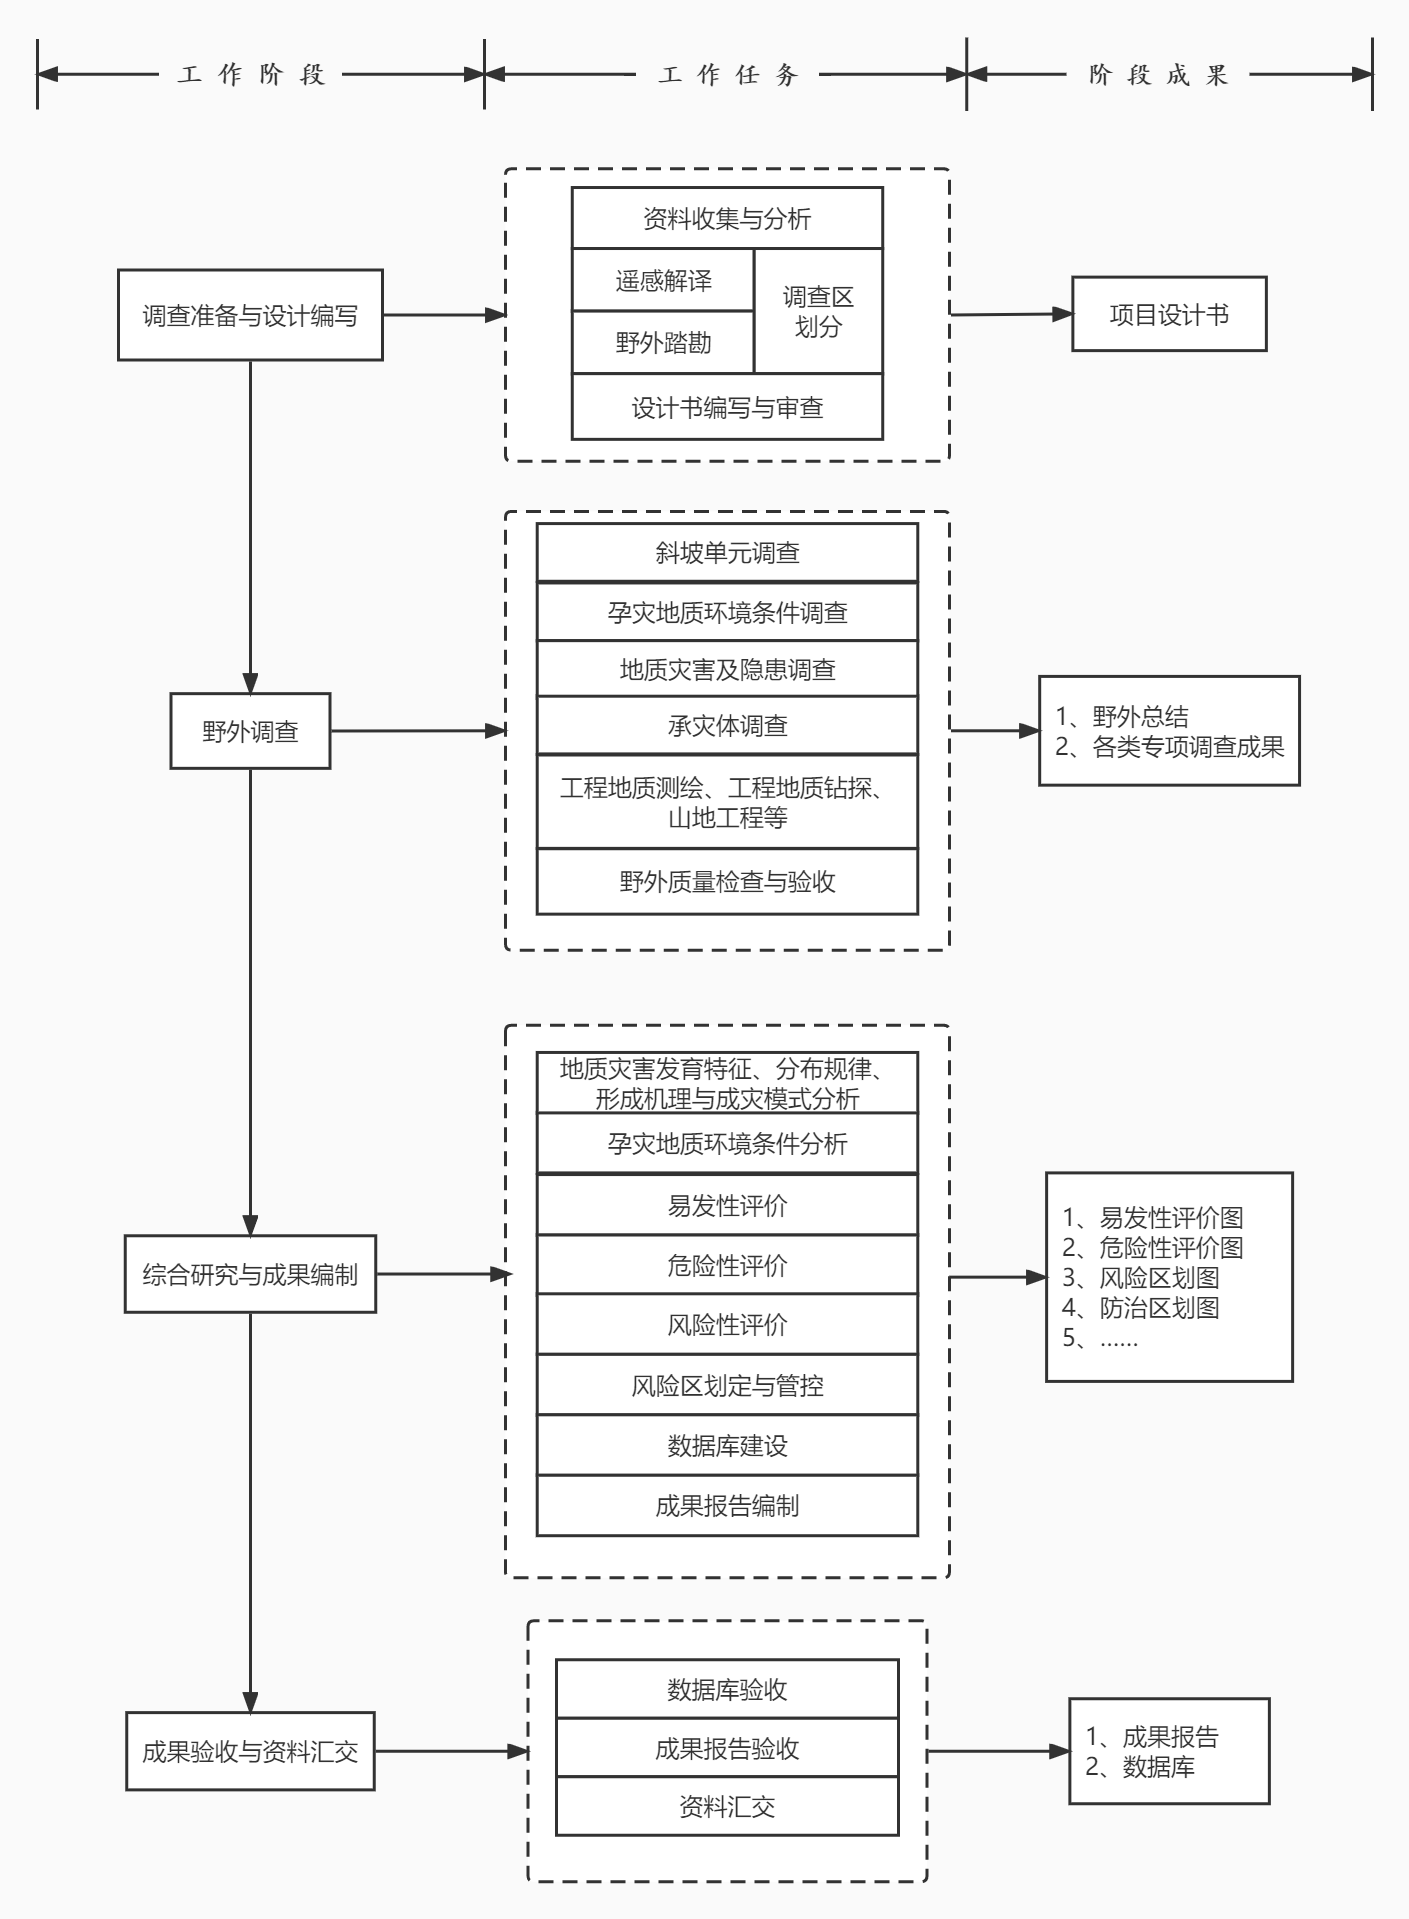 工作阶段
工作任务
阶段成果
调查准备与设计编写
资料收集与分析
遥感解译
野外踏勘
调查区
划分
设计书编写与审查
项目设计书
野外调查
斜坡单元调查
孕灾地质环境条件调查
地质灾害及隐患调查
承灾体调查
工程地质测绘、工程地质钻探、
山地工程等
野外质量检查与验收
1、野外总结
2、各类专项调查成果
综合研究与成果编制
地质灾害发育特征、分布规律、
形成机理与成灾模式分析
孕灾地质环境条件分析
易发性评价
危险性评价
风险性评价
风险区划定与管控
数据库建设
成果报告编制
1、易发性评价图
2、危险性评价图
3、风险区划图
4、防治区划图
5、……
成果验收与资料汇交
数据库验收
成果报告验收
资料汇交
1、成果报告
2、数据库